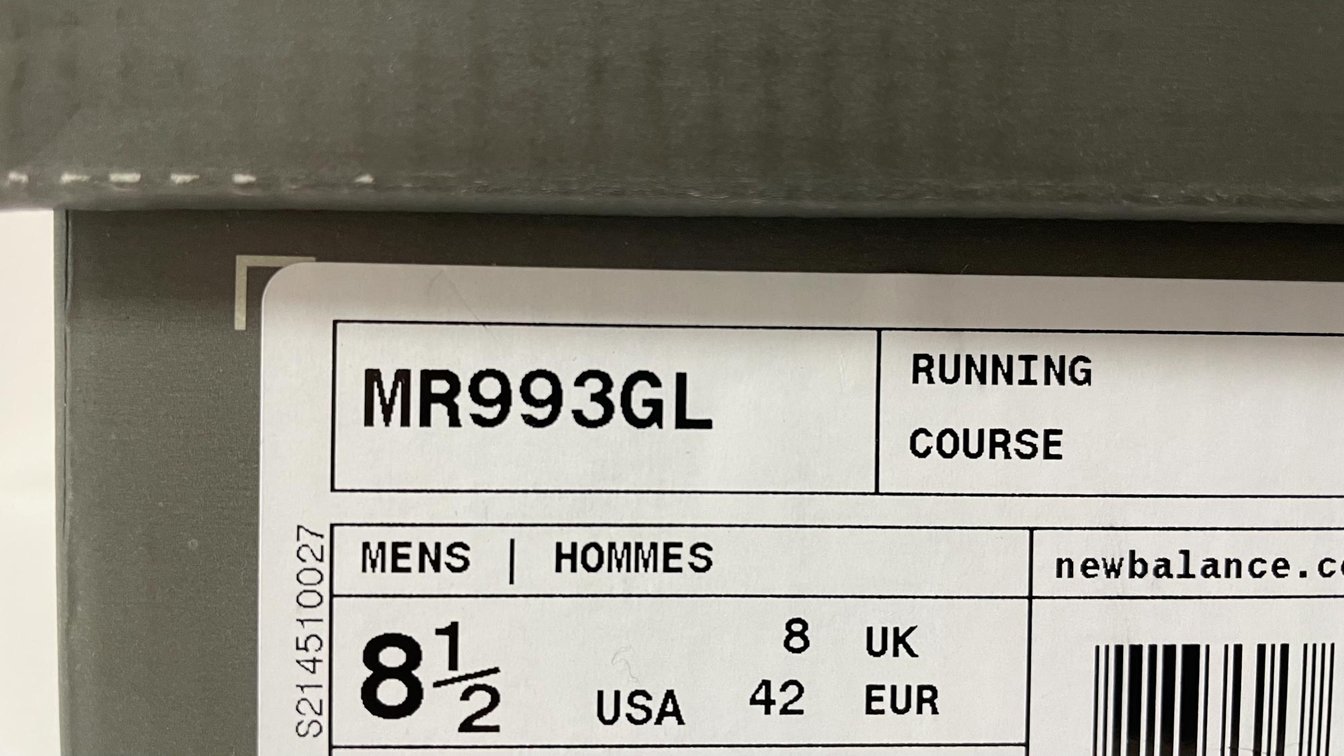 MR993GL
RUNNING
COURSE
S214510027
MENS | HOMMES
newbalance.c
8½ USA
8 UK
42 EUR